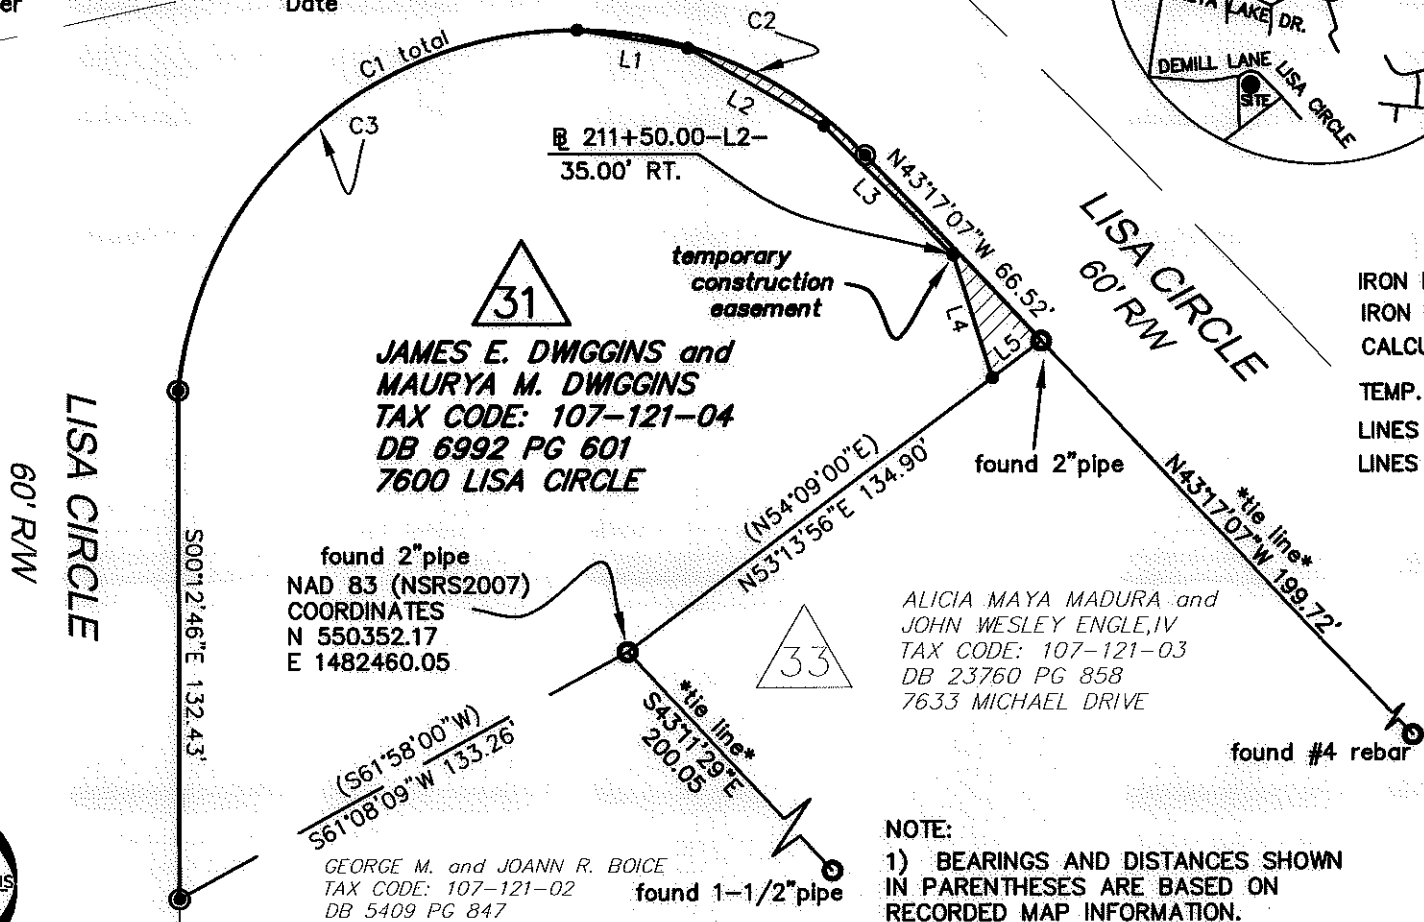 Date
C1 total
C2
L1
L2
C3
LAKE DR.
DEMILL LANE
LISA CIRCLE
SITE
211+50.00-L2-
35.00' RT.
L3
N43°17'07"W 66.52'
LISA CIRCLE
60' R/W
temporary
construction
easement
L4
L5
31
JAMES E. DWIGGINS and
MAURYA M. DWIGGINS
TAX CODE: 107-121-04
DB 6992 PG 601
7600 LISA CIRCLE
IRON
IRON
TEMP.
LINES
LINES
LISA CIRCLE
60' R/W
S00°12'46"E 132.43'
found 2"pipe
(N54°09'00"E)
N53°13'56"E 134.90'
*tie line*
N43°17'07"W 199.72'
found #4 rebar
found 2"pipe
NAD 83 (NSRS2007)
COORDINATES
N 550352.17
E 1482460.05
33
ALICIA MAYA MADURA and
JOHN WESLEY ENGLE,IV
TAX CODE: 107-121-03
DB 23760 PG 858
7633 MICHAEL DRIVE
*tie line*
S43°11'29"E
200.05
(S61°58'00"W)
S61°08'09"W 133.26'
GEORGE M. and JOANN R. BOICE
TAX CODE: 107-121-02
DB 5409 PG 847
found 1-1/2"pipe
NOTE:
1) BEARINGS AND DISTANCES SHOWN
IN PARENTHESES ARE BASED ON
RECORDED MAP INFORMATION.